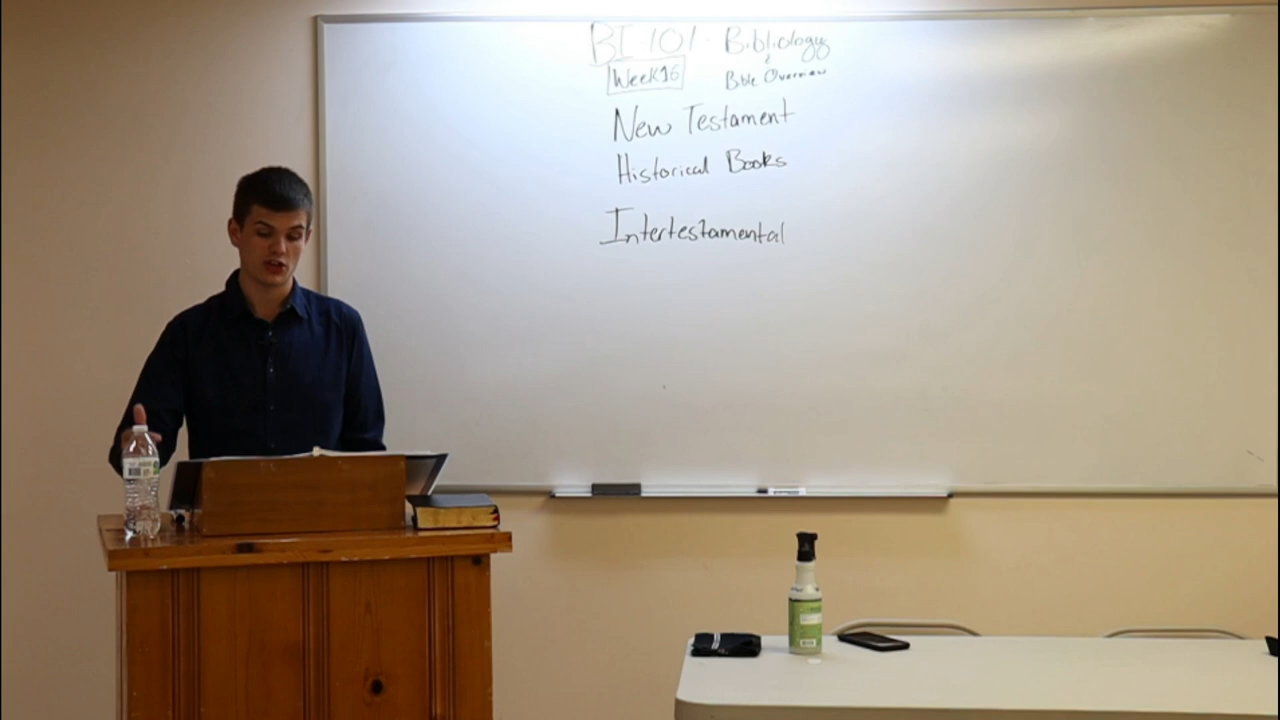 BI-101 - Bibliology
&
Week 16 Bible Overview
New Testament
Historical Books
Intertestamental